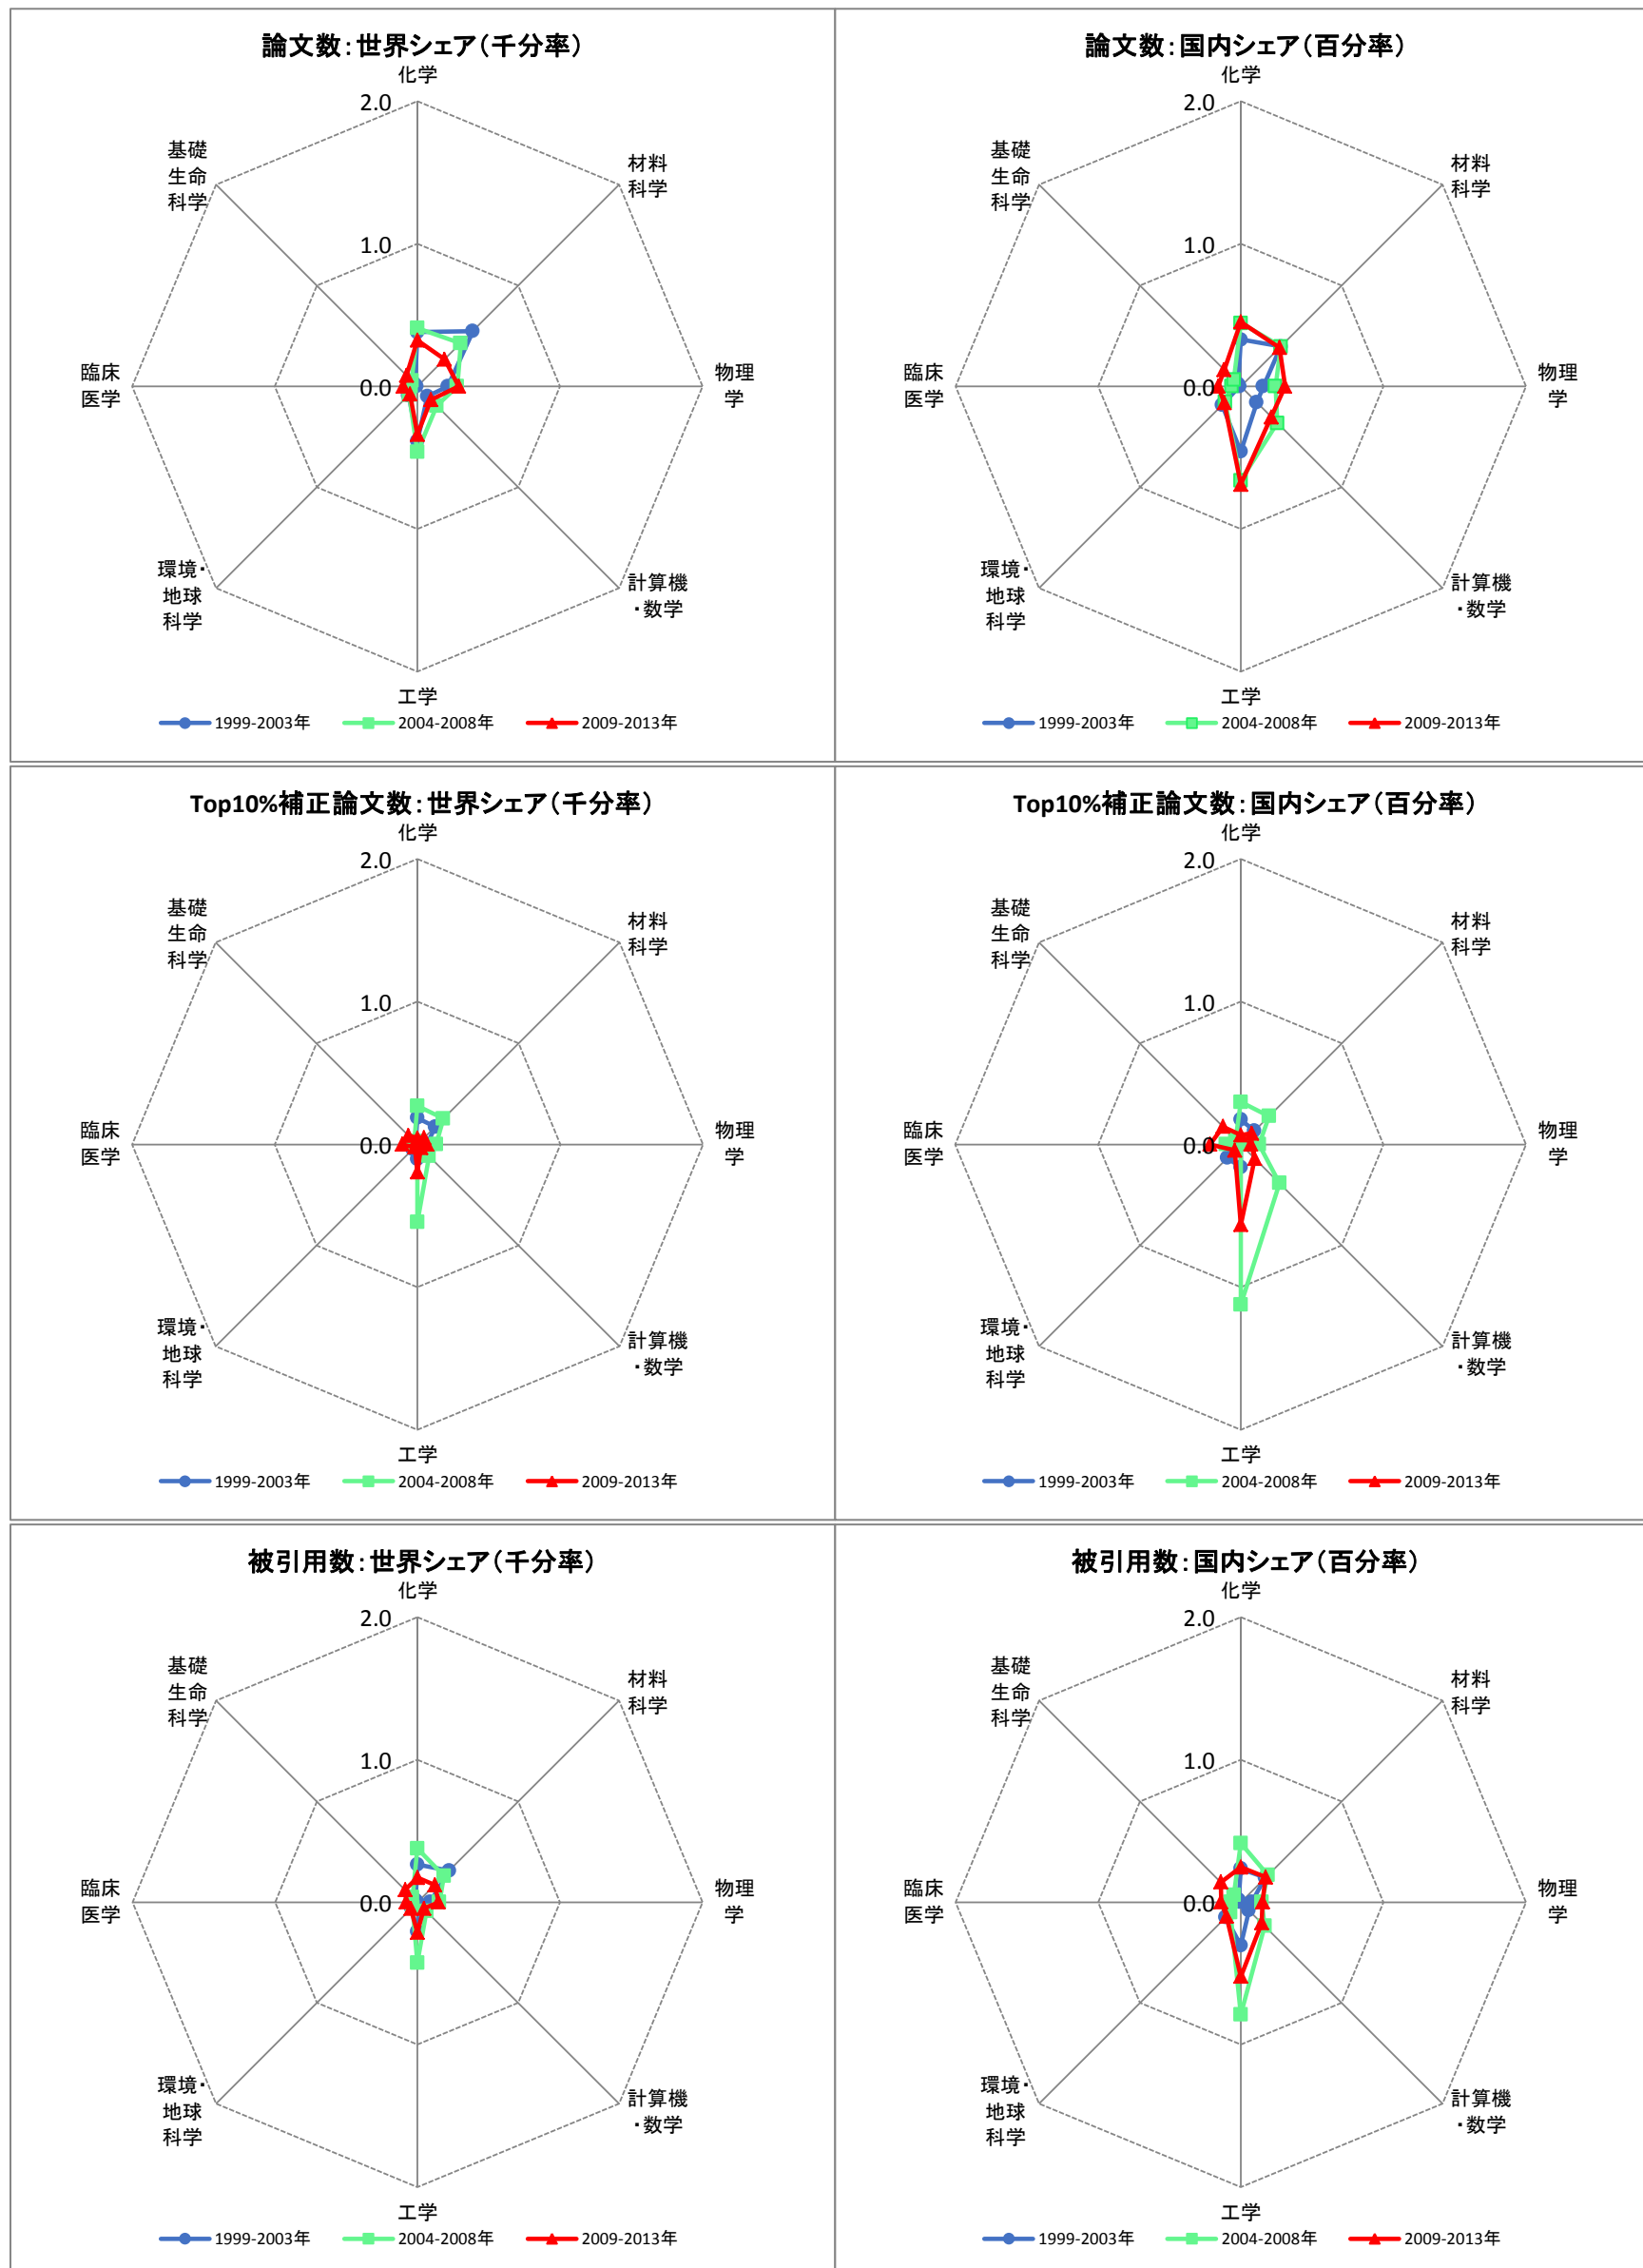 論文数：世界シェア（千分率）
化学
2.0
基礎
生命
科学
材料
科学
1.0
臨床
医学
0.0
物理
学
環境・
地球
科学
計算機
・数学
工学
1999-2003年 2004-2008年 2009-2013年
論文数：国内シェア（百分率）
化学
2.0
基礎
生命
科学
材料
科学
1.0
臨床
医学
0.0
物理
学
環境・
地球
科学
計算機
・数学
工学
1999-2003年 2004-2008年 2009-2013年
Top10%補正論文数：世界シェア（千分率）
化学
2.0
基礎
生命
科学
材料
科学
1.0
臨床
医学
0.0
物理
学
環境・
地球
科学
計算機
・数学
工学
1999-2003年 2004-2008年 2009-2013年
Top10%補正論文数：国内シェア（百分率）
化学
2.0
基礎
生命
科学
材料
科学
1.0
臨床
医学
0.0
物理
学
環境・
地球
科学
計算機
・数学
工学
1999-2003年 2004-2008年 2009-2013年
被引用数：世界シェア（千分率）
化学
2.0
基礎
生命
科学
材料
科学
1.0
臨床
医学
0.0
物理
学
環境・
地球
科学
計算機
・数学
工学
1999-2003年 2004-2008年 2009-2013年
被引用数：国内シェア（百分率）
化学
2.0
基礎
生命
科学
材料
科学
1.0
臨床
医学
0.0
物理
学
環境・
地球
科学
計算機
・数学
工学
1999-2003年 2004-2008年 2009-2013年